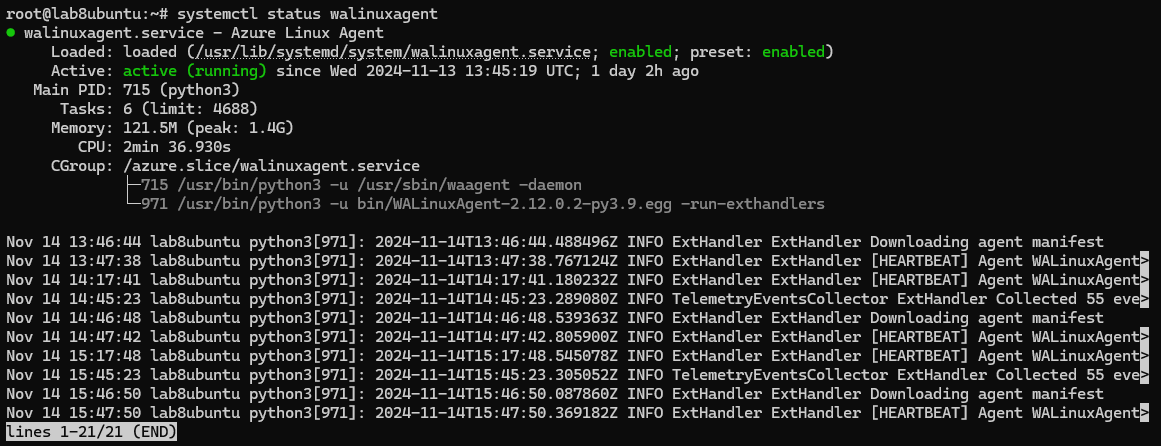 root@lab8ubuntu:~# systemctl status walinuxagent
● walinuxagent.service - Azure Linux Agent
     Loaded: loaded (/usr/lib/systemd/system/walinuxagent.service; enabled; preset: enabled)
     Active: active (running) since Wed 2024-11-13 13:45:19 UTC; 1 day 2h ago
   Main PID: 715 (python3)
      Tasks: 6 (limit: 4688)
     Memory: 121.5M (peak: 1.4G)
        CPU: 2min 36.930s
     CGroup: /azure.slice/walinuxagent.service
             ├─715 /usr/bin/python3 -u /usr/sbin/waagent -daemon
             └─971 /usr/bin/python3 -u bin/WALinuxAgent-2.12.0.2-py3.9.egg -run-exthandlers

Nov 14 13:46:44 lab8ubuntu python3[971]: 2024-11-14T13:46:44.488496Z INFO ExtHandler ExtHandler Downloading agent manifest
Nov 14 13:47:38 lab8ubuntu python3[971]: 2024-11-14T13:47:38.767124Z INFO ExtHandler ExtHandler [HEARTBEAT] Agent WALinuxAgent>
Nov 14 14:17:41 lab8ubuntu python3[971]: 2024-11-14T14:17:41.180232Z INFO ExtHandler ExtHandler [HEARTBEAT] Agent WALinuxAgent>
Nov 14 14:45:23 lab8ubuntu python3[971]: 2024-11-14T14:45:23.289080Z INFO TelemetryEventsCollector ExtHandler Collected 55 eve>
Nov 14 14:46:48 lab8ubuntu python3[971]: 2024-11-14T14:46:48.539363Z INFO ExtHandler ExtHandler Downloading agent manifest
Nov 14 14:47:42 lab8ubuntu python3[971]: 2024-11-14T14:47:42.805900Z INFO ExtHandler ExtHandler [HEARTBEAT] Agent WALinuxAgent>
Nov 14 15:17:48 lab8ubuntu python3[971]: 2024-11-14T15:17:48.545078Z INFO ExtHandler ExtHandler [HEARTBEAT] Agent WALinuxAgent>
Nov 14 15:45:23 lab8ubuntu python3[971]: 2024-11-14T15:45:23.305052Z INFO TelemetryEventsCollector ExtHandler Collected 55 eve>
Nov 14 15:46:50 lab8ubuntu python3[971]: 2024-11-14T15:46:50.087860Z INFO ExtHandler ExtHandler Downloading agent manifest
Nov 14 15:47:50 lab8ubuntu python3[971]: 2024-11-14T15:47:50.369182Z INFO ExtHandler ExtHandler [HEARTBEAT] Agent WALinuxAgent>
lines 1-21/21 (END)